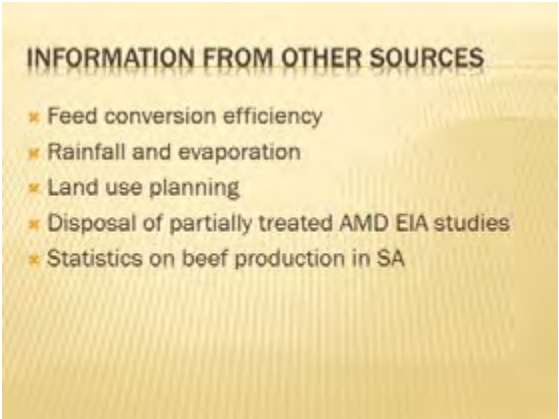 INFORMATION FROM OTHER SOURCES
Feed conversion efficiency
Rainfall and evaporation
Land use planning
Disposal of partially treated AMD EIA studies
Statistics on beef production in SA